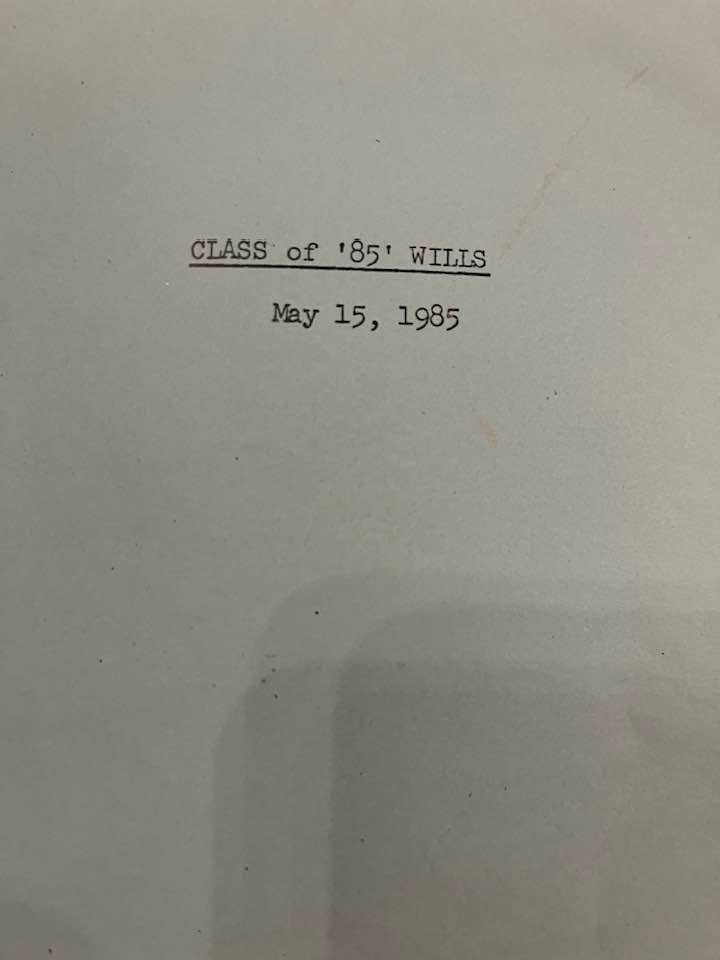 CLASS of '85' WILLS
May 15, 1985